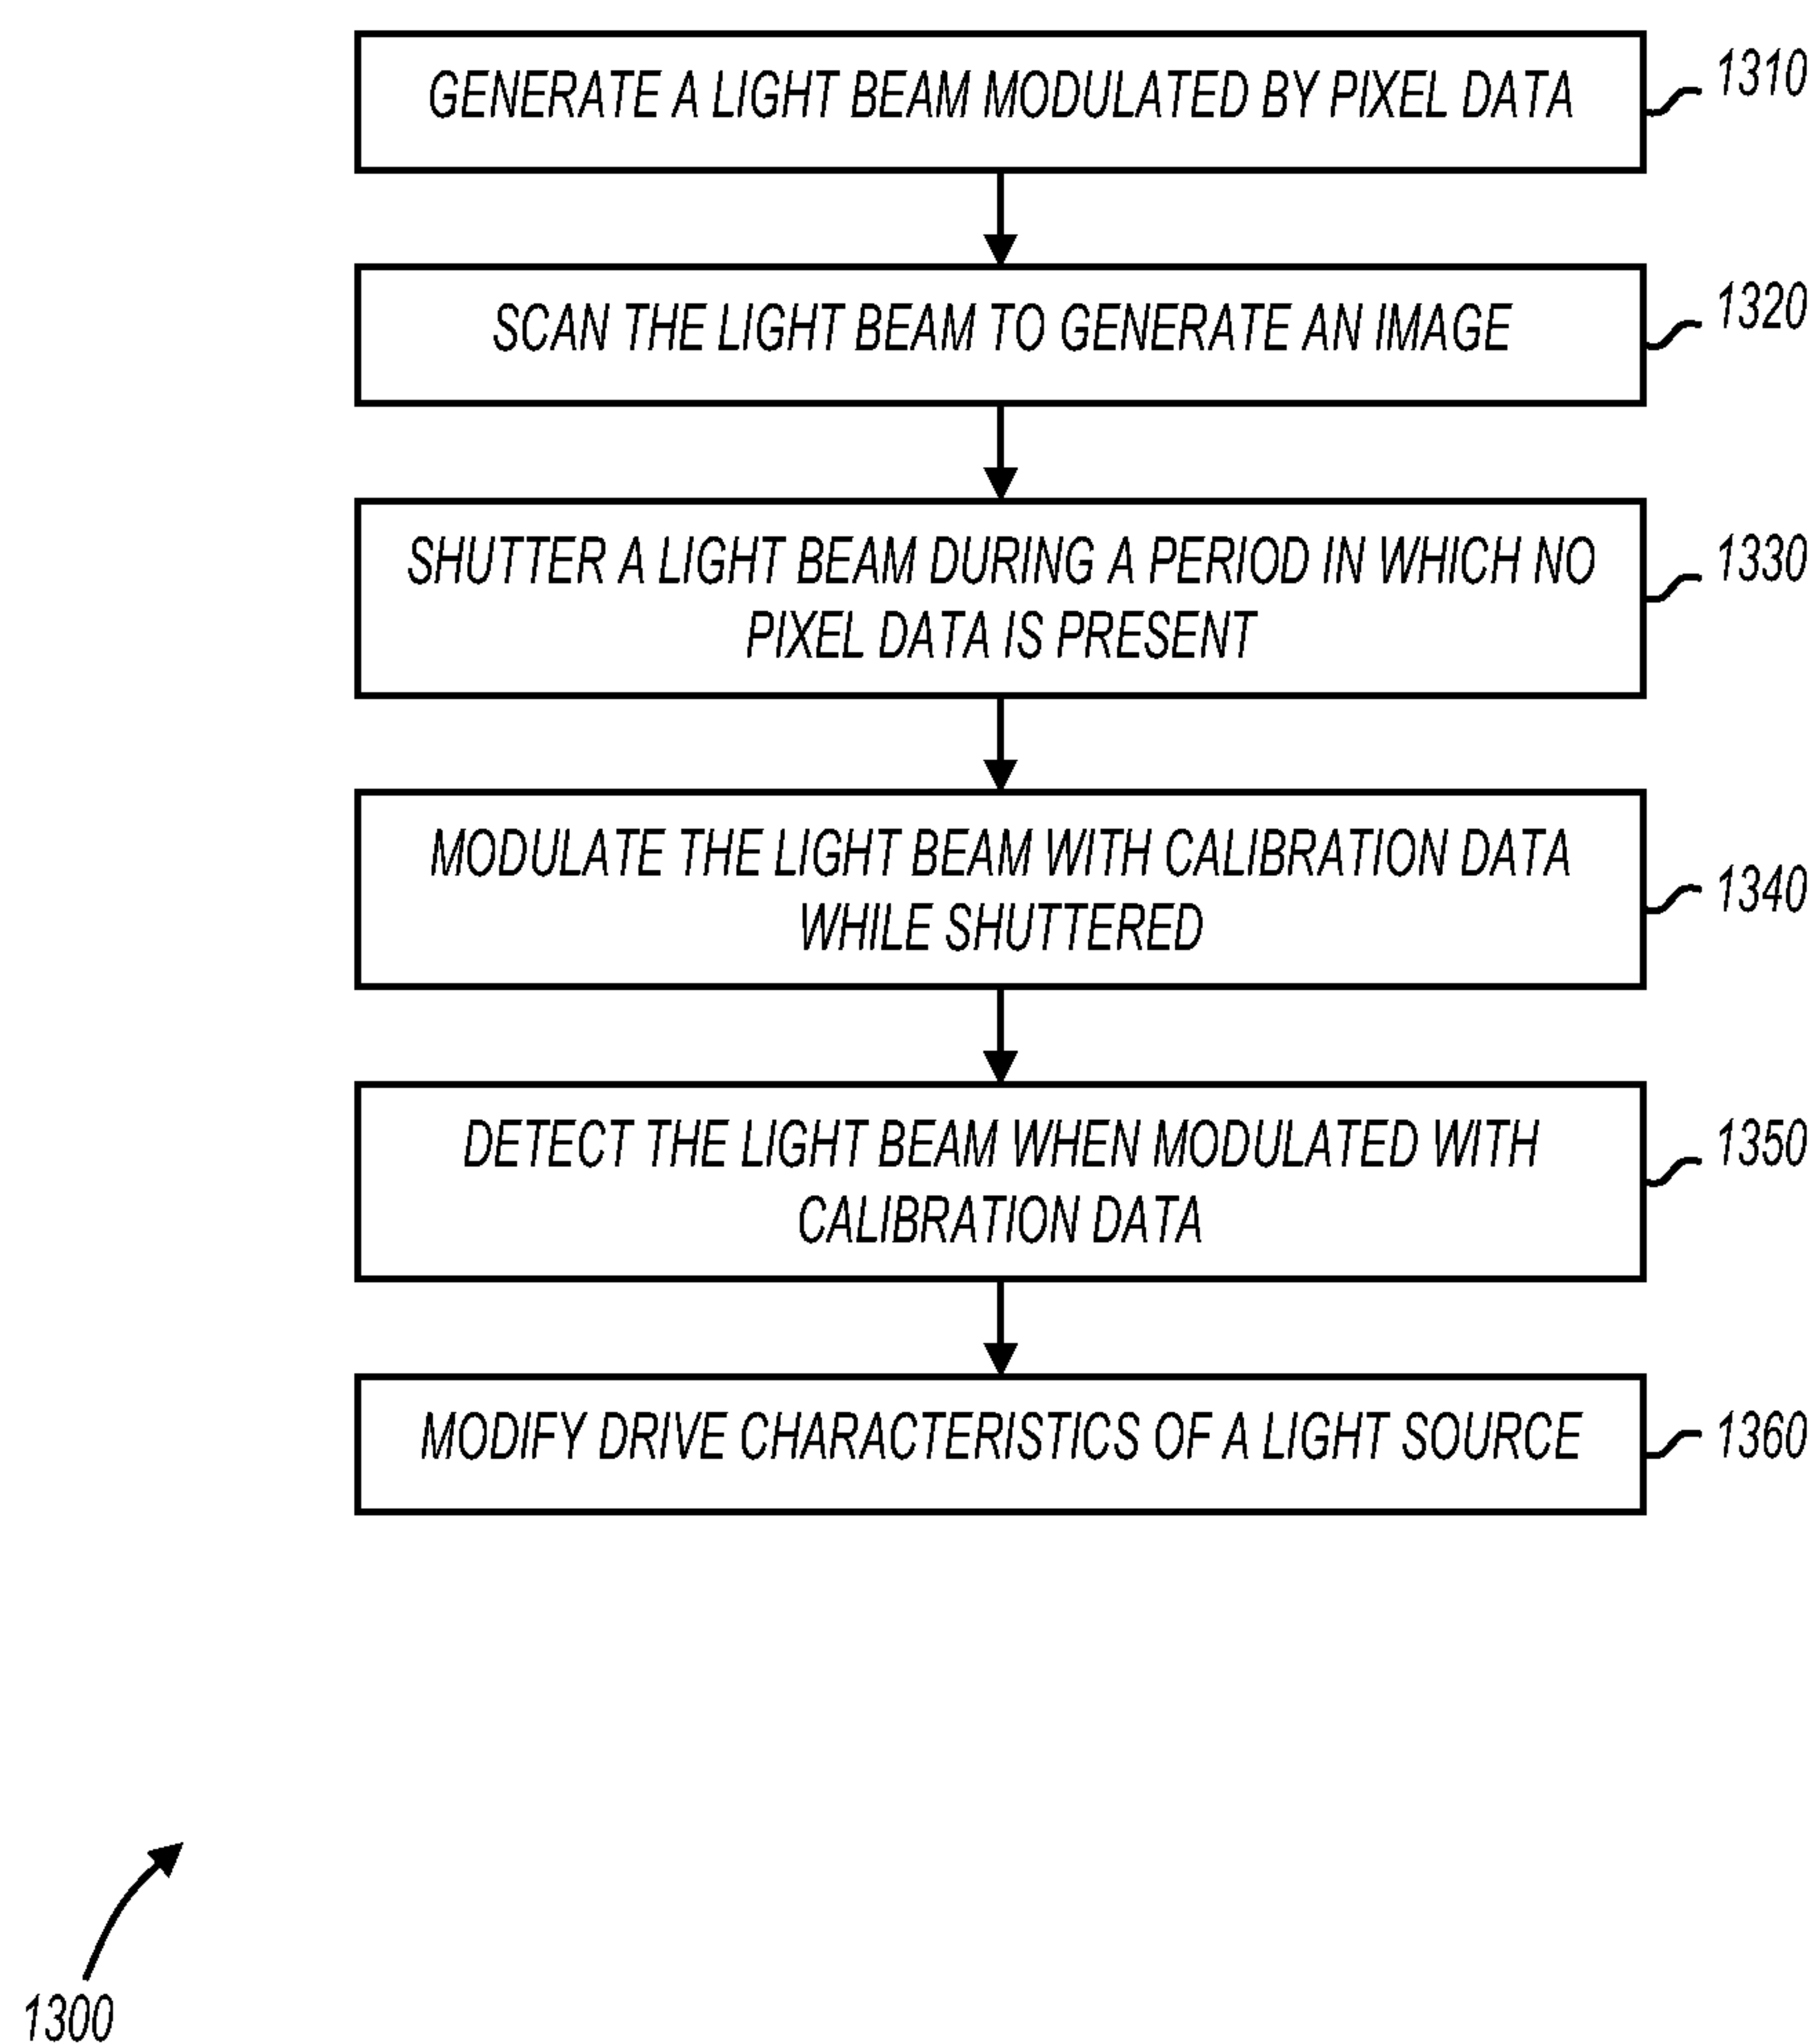 GENERATE A LIGHT BEAM MODULATED BY PIXEL DATA
1310
SCAN THE LIGHT BEAM TO GENERATE AN IMAGE
1320
SHUTTER A LIGHT BEAM DURING A PERIOD IN WHICH NO
PIXEL DATA IS PRESENT
1330
MODULATE THE LIGHT BEAM WITH CALIBRATION DATA
WHILE SHUTTERED
1340
DETECT THE LIGHT BEAM WHEN MODULATED WITH
CALIBRATION DATA
1350
MODIFY DRIVE CHARACTERISTICS OF A LIGHT SOURCE
1360
1300